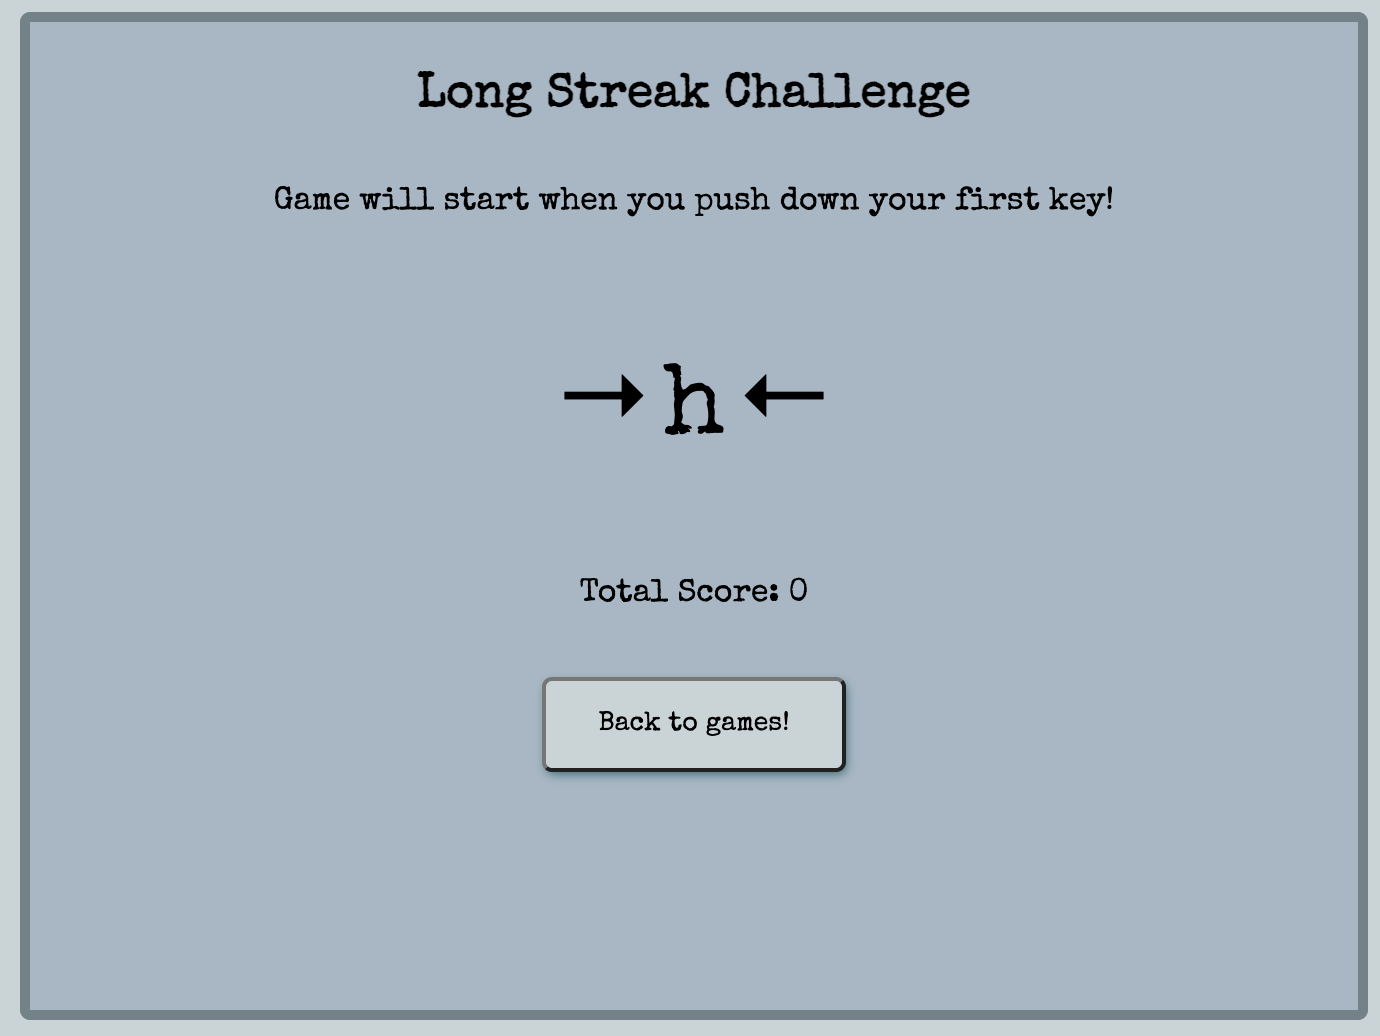 Long Streak Challenge
Game will start when you push down your first key!
→ h ←
Total Score: 0
Back to games!